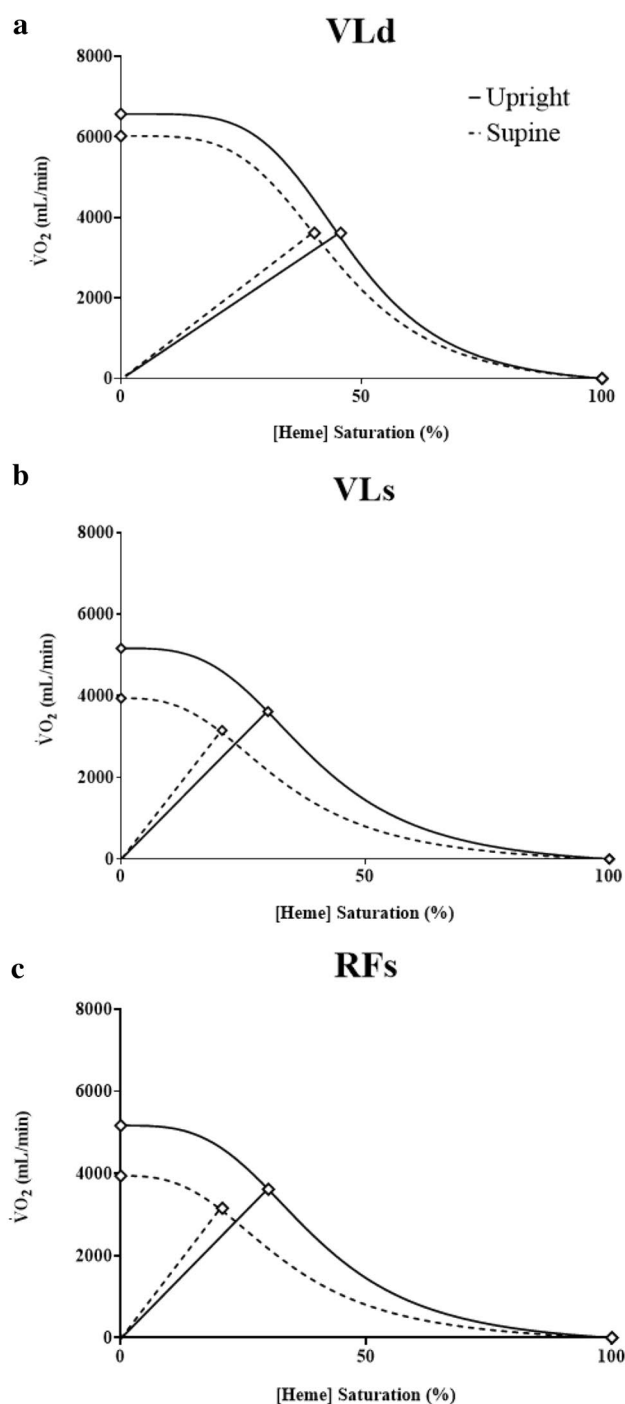 a
VLd
8000
6000
4000
2000
0
V̇O₂ (mL/min)
Upright
Supine
0 50 100
[Heme] Saturation (%)
b
VLs
8000
6000
4000
2000
0
V̇O₂ (mL/min)
0 50 100
[Heme] Saturation (%)
c
RFs
8000
6000
4000
2000
0
V̇O₂ (mL/min)
0 50 100
[Heme] Saturation (%)